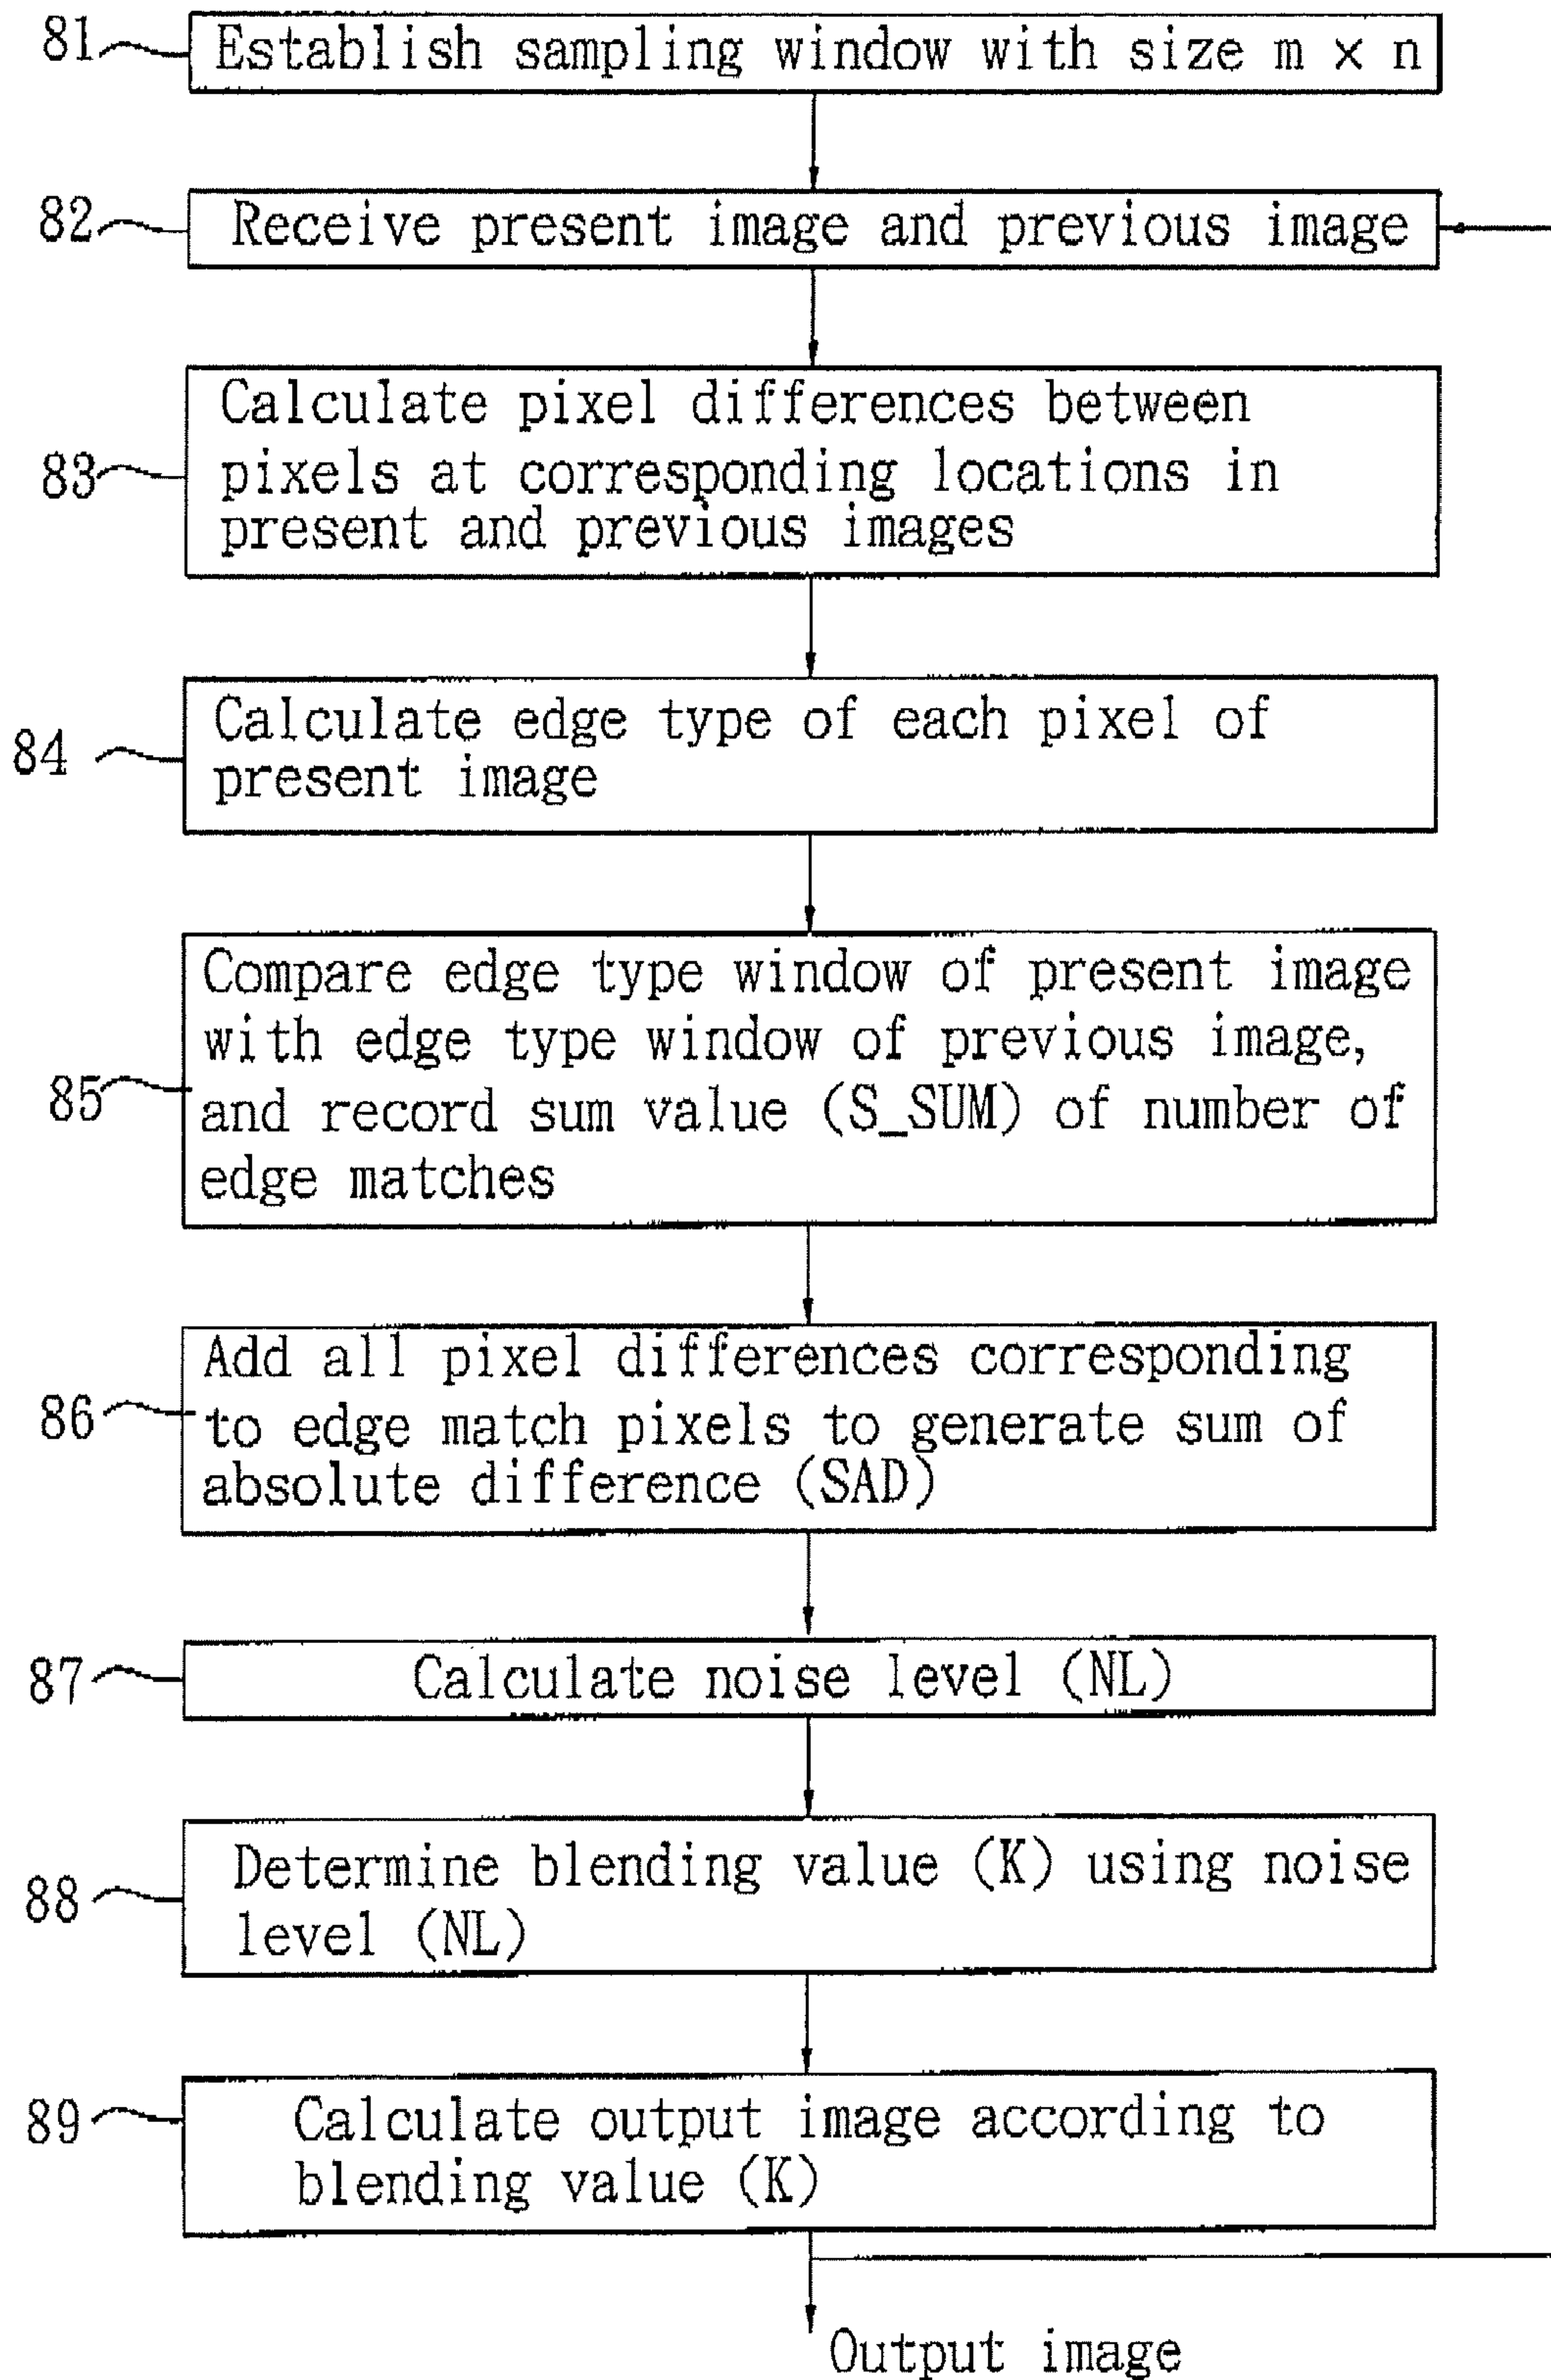 81 Establish sampling window with size m × n
82 Receive present image and previous image
Calculate pixel differences between
83 pixels at corresponding locations in
present and previous images
84 Calculate edge type of each pixel of
present image
Compare edge type window of present image
with edge type window of previous image,
85 and record sum value (S_SUM) of number of
edge matches
Add all pixel differences corresponding
86 to edge match pixels to generate sum of
absolute difference (SAD)
87 Calculate noise level (NL)
88 Determine blending value (K) using noise
level (NL)
89 Calculate output image according to
blending value (K)
Output image